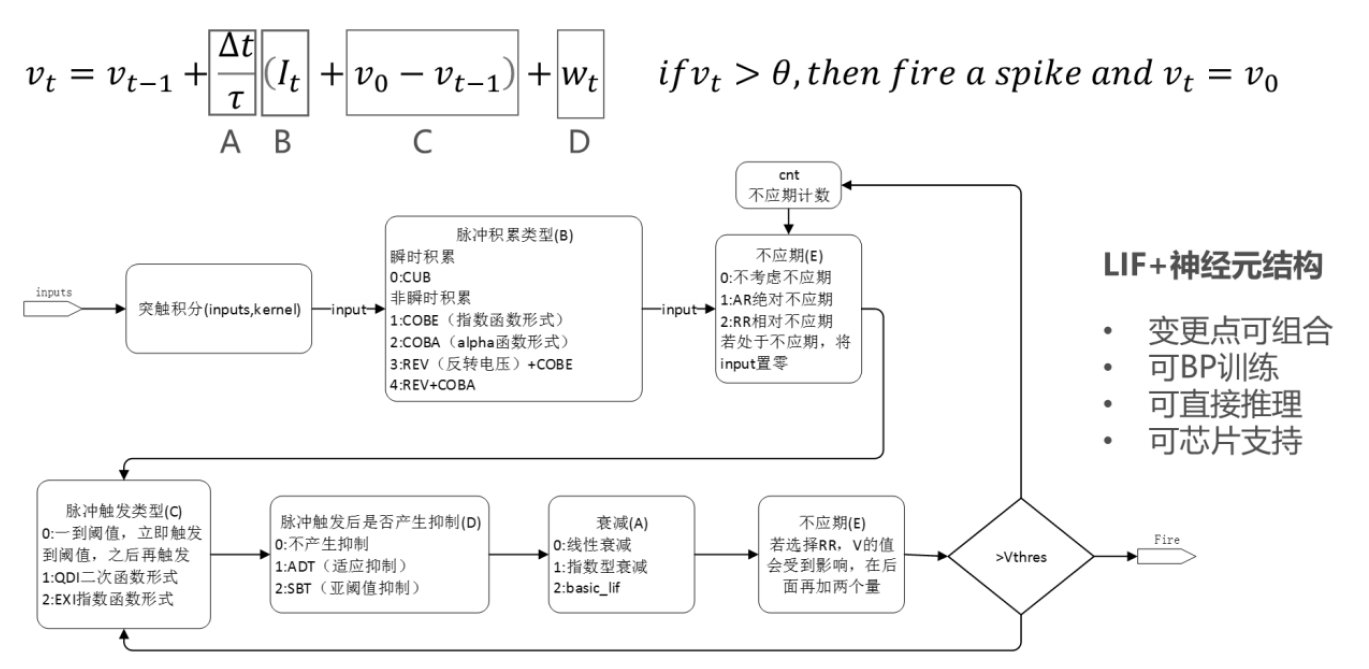 v_t = v_{t-1} + Δt/τ (I_t + v_0 − v_{t-1}) + w_t if v_t > θ, then fire a spike and v_t = v_0
A B C D
cnt
不应期计数
inputs
突触积分(inputs,kernel)
input
脉冲积累类型(B)
瞬时积累
0:CUB
非瞬时积累
1:COBE（指数函数形式）
2:COBA（alpha函数形式）
3:REV（反转电压）+COBE
4:REV+COBA
input
不应期(E)
0:不考虑不应期
1:AR绝对不应期
2:RR相对不应期
若处于不应期，将
input置零
LIF+神经元结构
• 变更点可组合
• 可BP训练
• 可直接推理
• 可芯片支持
脉冲触发类型(C)
0:一到阈值，立即触发
到阈值，之后再触发
1:QDI二次函数形式
2:EXI指数函数形式
脉冲触发后是否产生抑制(D)
0:不产生抑制
1:ADT（适应抑制）
2:SBT（亚阈值抑制）
衰减(A)
0:线性衰减
1:指数型衰减
2:basic_lif
不应期(E)
若选择RR，V的值
会受到影响，在后
面再加两个量
>Vthres
Fire